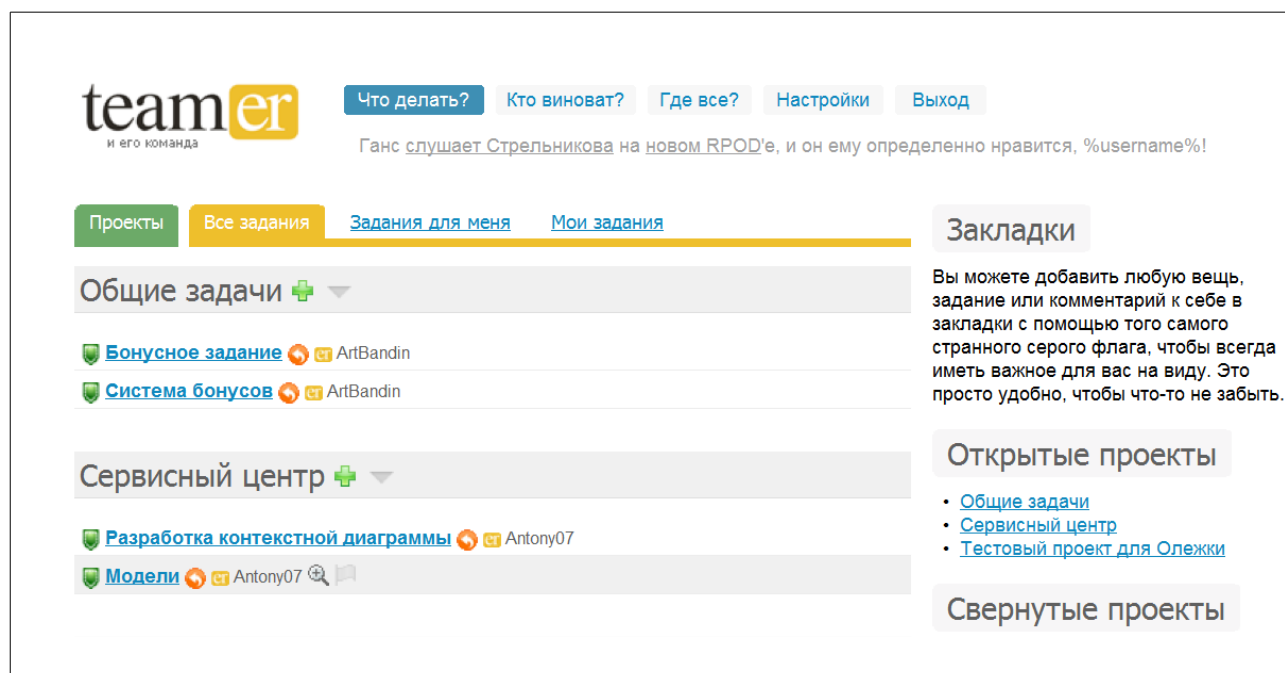 teamer
и его команда
Что делать? Кто виноват? Где все? Настройки Выход
Ганс слушает Стрельникова на новом RPOD'е, и он ему определенно нравится, %username%!
Проекты Все задания Задания для меня Мои задания
Общие задачи
Бонусное задание ArtBandin
Система бонусов ArtBandin
Сервисный центр
Разработка контекстной диаграммы Antony07
Модели Antony07
Закладки
Вы можете добавить любую вещь,
задание или комментарий к себе в
закладки с помощью того самого
странного серого флага, чтобы всегда
иметь важное для вас на виду. Это
просто удобно, чтобы что-то не забыть.
Открытые проекты
• Общие задачи
• Сервисный центр
• Тестовый проект для Олежки
Свернутые проекты